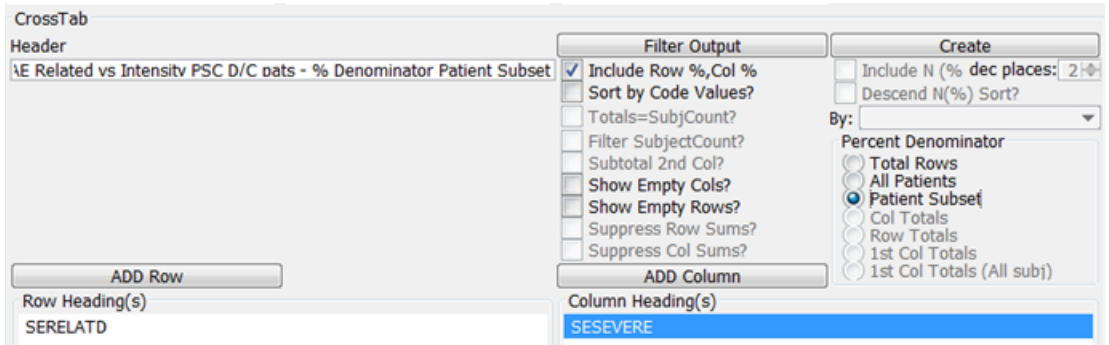 CrossTab
Header
AE Related vs Intensity PSC D/C pats - % Denominator Patient Subset
Filter Output
Include Row %,Col %
Sort by Code Values?
Totals=SubjCount?
Filter SubjectCount?
Subtotal 2nd Col?
Show Empty Cols?
Show Empty Rows?
Suppress Row Sums?
Suppress Col Sums?
Create
Include N (% dec places: 2
Descend N(%) Sort?
By:
Percent Denominator
Total Rows
All Patients
Patient Subset
Col Totals
Row Totals
1st Col Totals
1st Col Totals (All subj)
ADD Row
ADD Column
Row Heading(s)
SERELATD
Column Heading(s)
SESEVERE